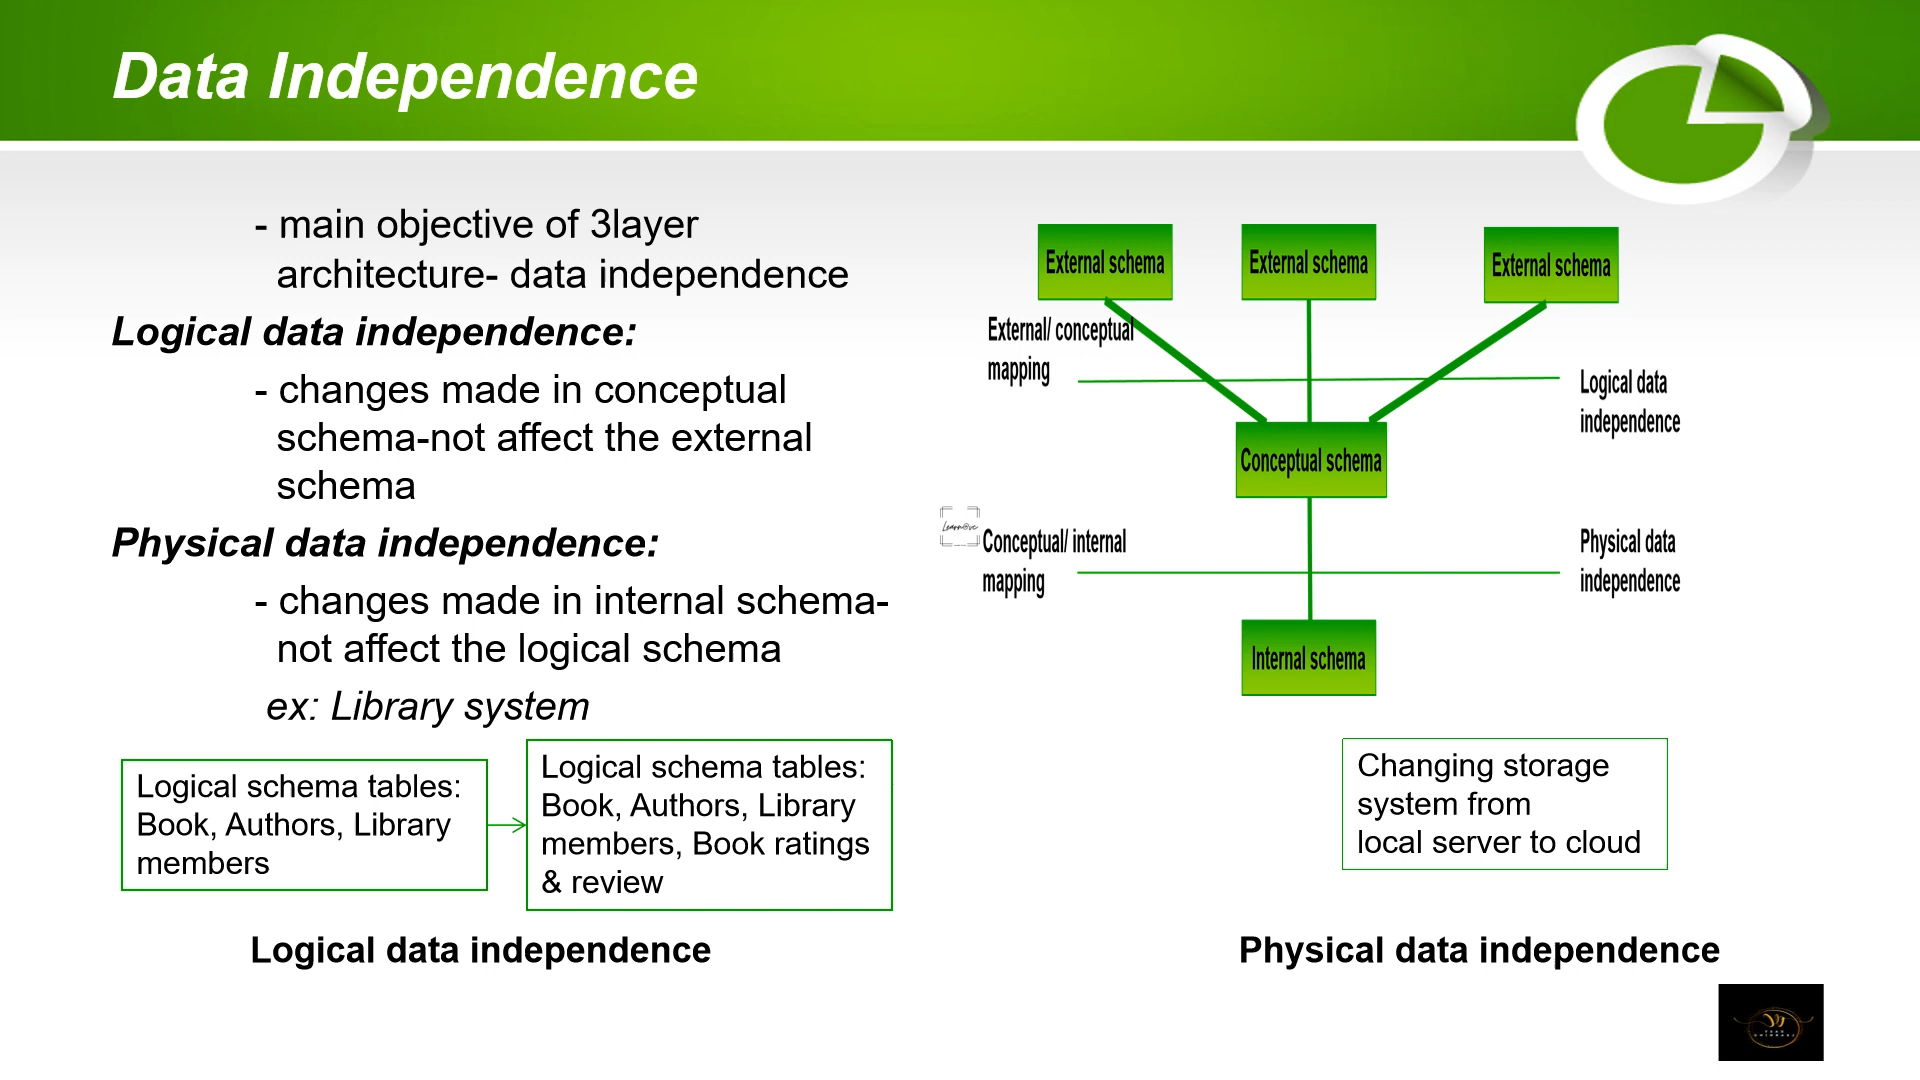 Data Independence
- main objective of 3layer
architecture- data independence
Logical data independence:
- changes made in conceptual
schema-not affect the external
schema
Physical data independence:
- changes made in internal schema-
not affect the logical schema
ex: Library system
Logical schema tables:
Book, Authors, Library
members
Logical schema tables:
Book, Authors, Library
members, Book ratings
& review
Logical data independence
External schema
External schema
External schema
External/ conceptual
mapping
Logical data
independence
Conceptual schema
Conceptual/ internal
mapping
Physical data
independence
Internal schema
Changing storage
system from
local server to cloud
Physical data independence